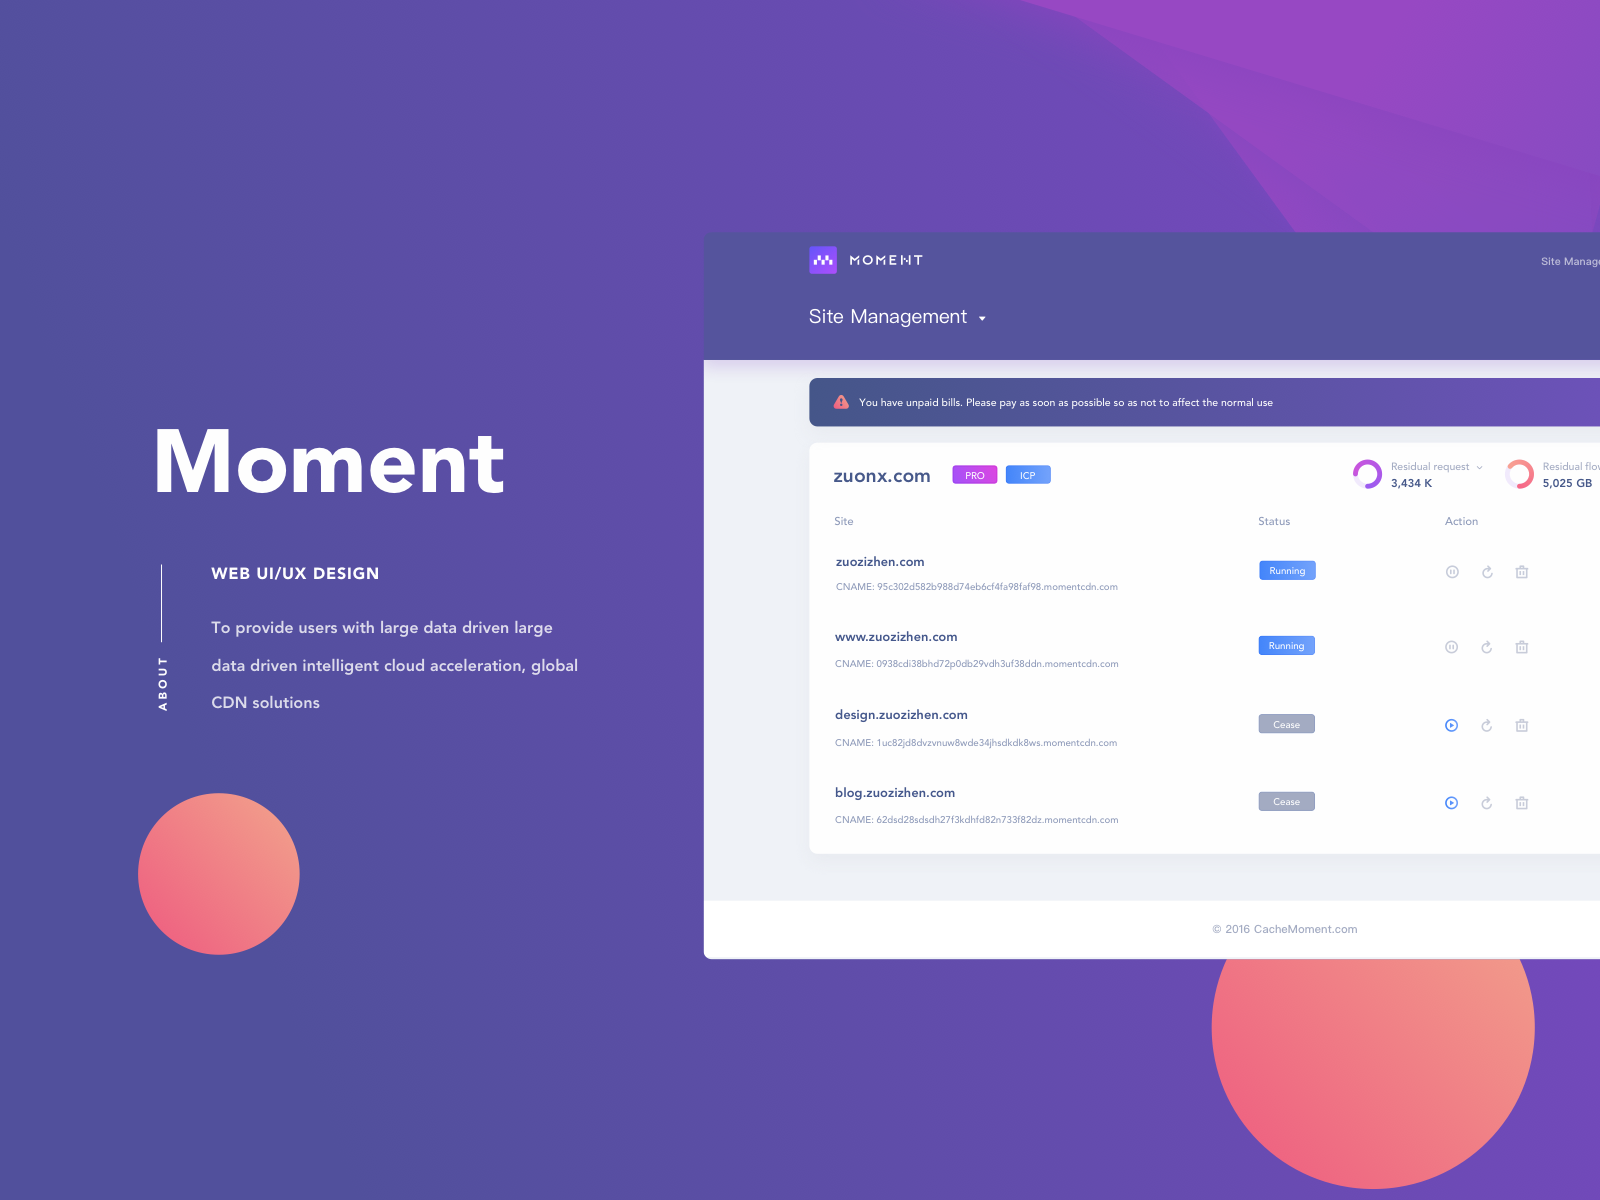 Moment
WEB UI/UX DESIGN
To provide users with large data driven large
data driven intelligent cloud acceleration, global
CDN solutions
ABOUT
MOMENT
Site Manag
Site Management
You have unpaid bills. Please pay as soon as possible so as not to affect the normal use
zuonx.com PRO ICP
Residual request
3,434 K
Residual flo
5,025 GB
Site Status Action
zuozizhen.com
Running
CNAME: 95c302d582b988d74eb6cf4fa98faf98.momentcdn.com
www.zuozizhen.com
Running
CNAME: 0938cdi38bhd72p0db29vdh3uf38ddn.momentcdn.com
design.zuozizhen.com
Cease
CNAME: 1uc82jd8dvzvnuw8wde34jhsdkdk8ws.momentcdn.com
blog.zuozizhen.com
Cease
CNAME: 62dsd28sdsdh27f3kdhfd82n733f82dz.momentcdn.com
© 2016 CacheMoment.com